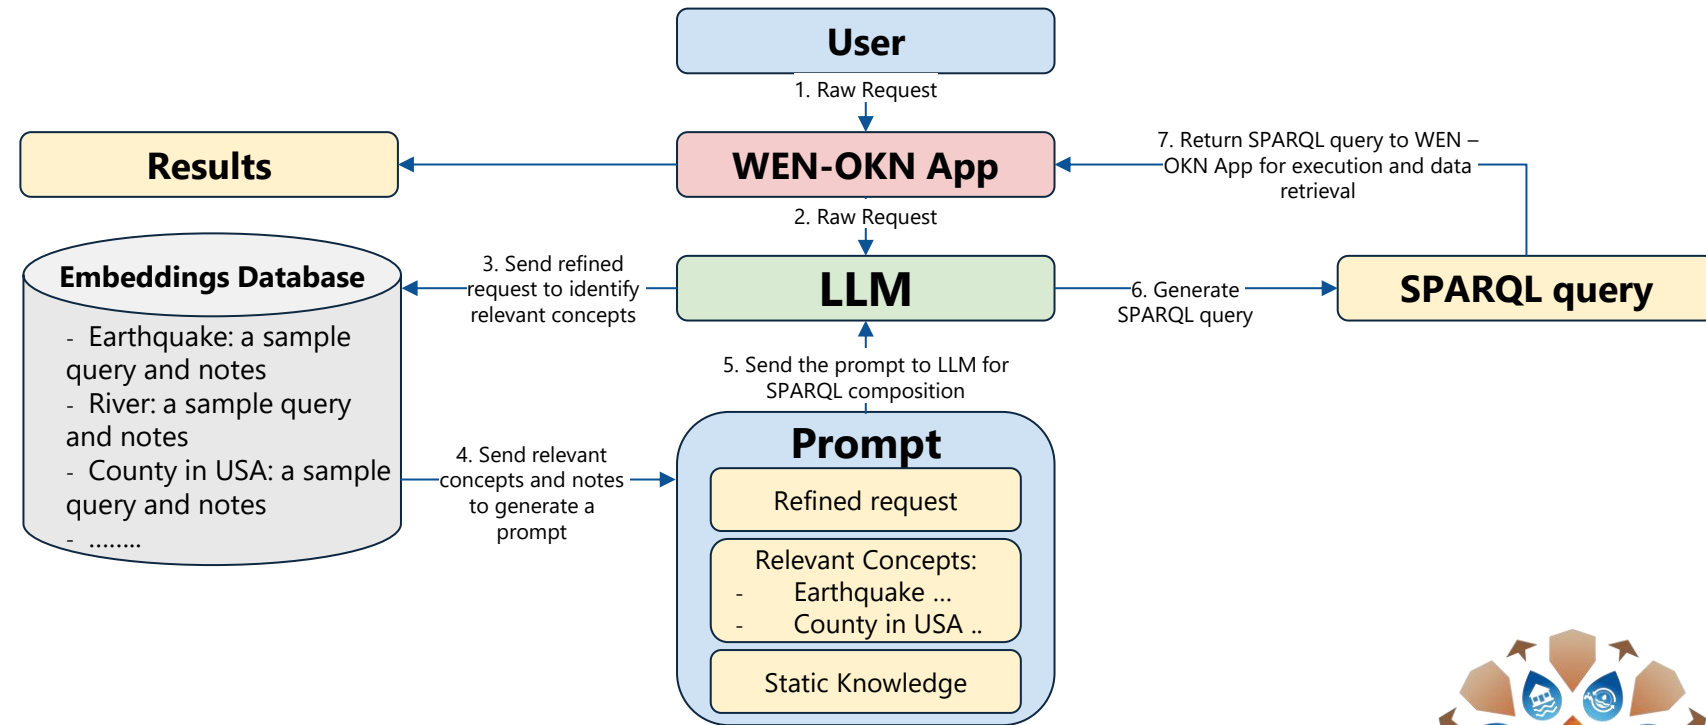 User
1. Raw Request
WEN-OKN App
Results
7. Return SPARQL query to WEN –
OKN App for execution and data
retrieval
2. Raw Request
LLM
3. Send refined
request to identify
relevant concepts
6. Generate
SPARQL query
SPARQL query
Embeddings Database
- Earthquake: a sample
query and notes
- River: a sample query
and notes
- County in USA: a sample
query and notes
- ........
4. Send relevant
concepts and notes
to generate a
prompt
5. Send the prompt to LLM for
SPARQL composition
Prompt
Refined request
Relevant Concepts:
- Earthquake ...
- County in USA ..
Static Knowledge